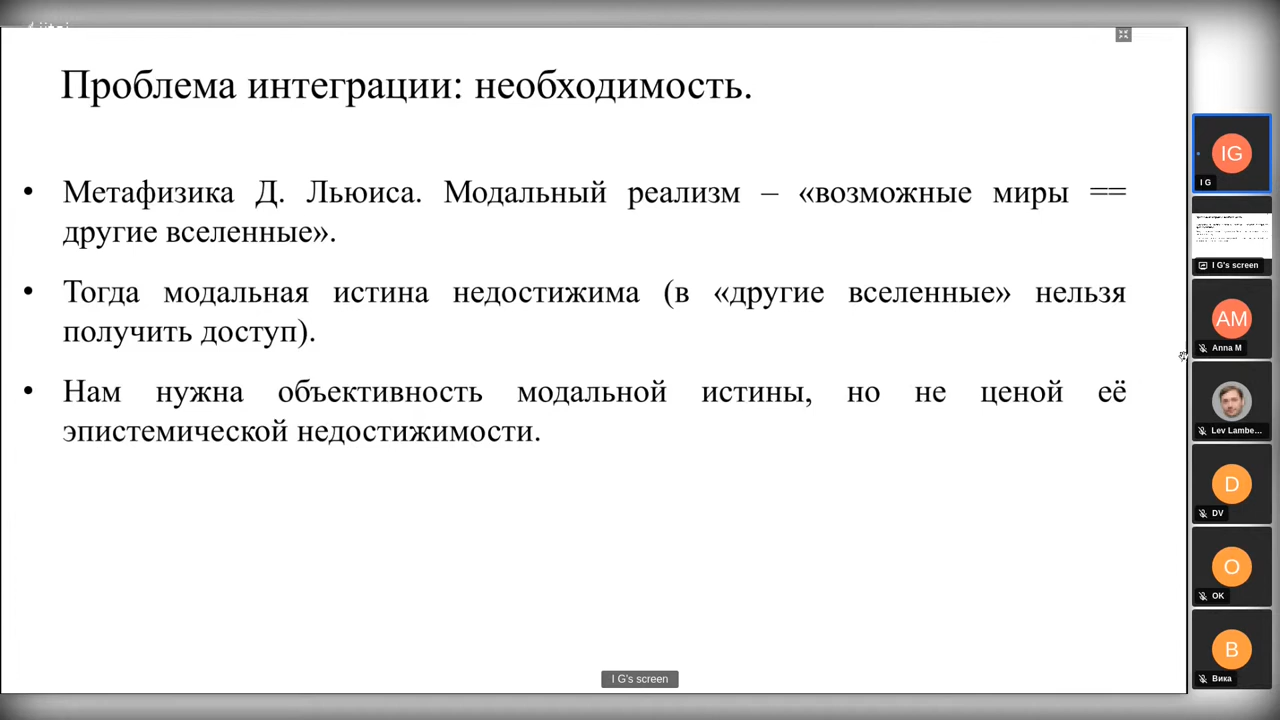 Проблема интеграции: необходимость.
• Метафизика Д. Льюиса. Модальный реализм – «возможные миры ==
другие вселенные».
• Тогда модальная истина недостижима (в «другие вселенные» нельзя
получить доступ).
• Нам нужна объективность модальной истины, но не ценой её
эпистемической недостижимости.
I G's screen
IG
I G
I G's screen
AM
Anna M
Lev Lambe...
D
DV
O
OK
В
Вика